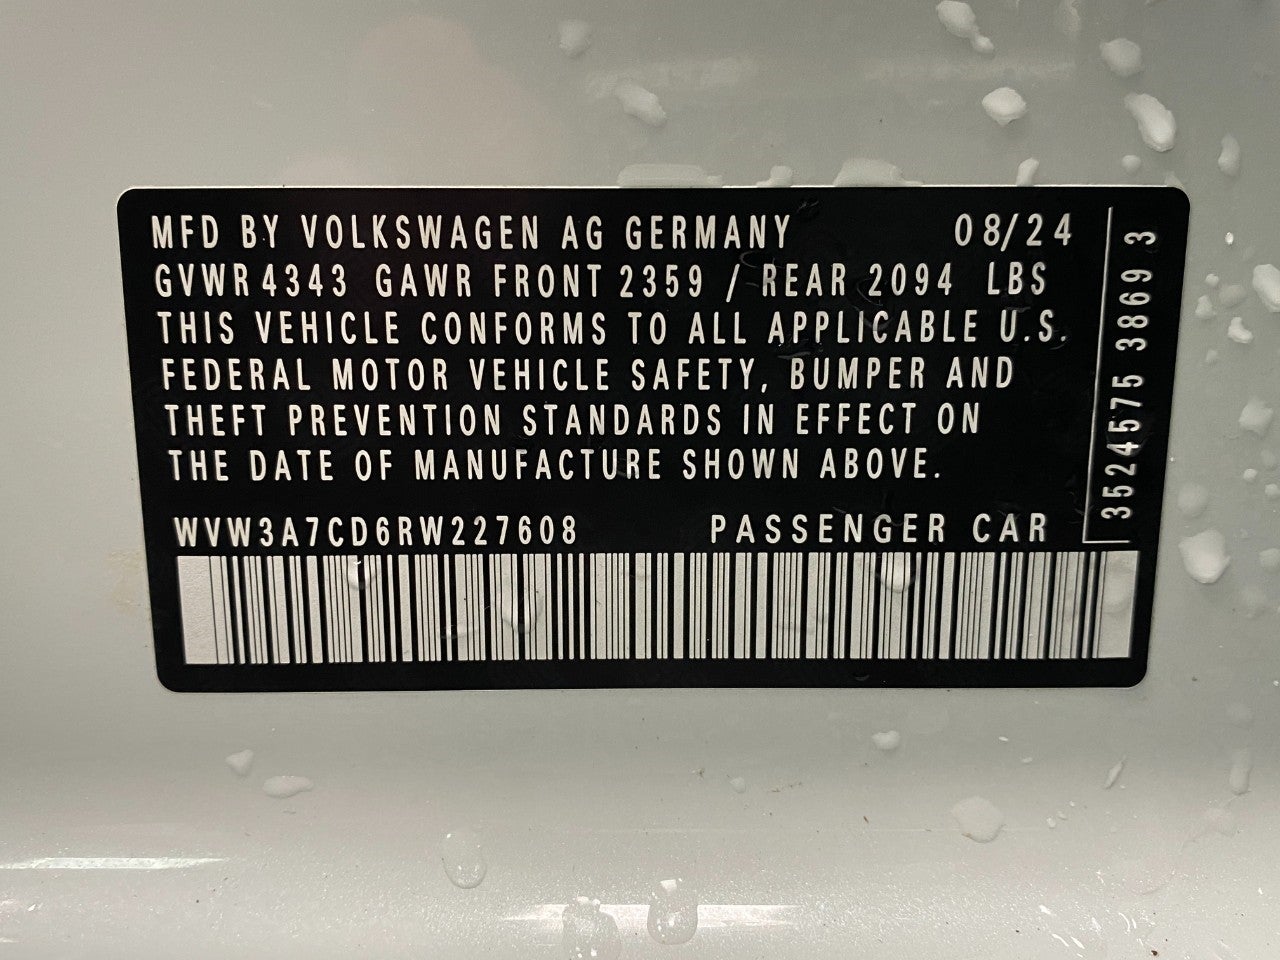 MFD BY VOLKSWAGEN AG GERMANY 08/24
GVWR 4343 GAWR FRONT 2359 / REAR 2094 LBS
THIS VEHICLE CONFORMS TO ALL APPLICABLE U.S.
FEDERAL MOTOR VEHICLE SAFETY, BUMPER AND
THEFT PREVENTION STANDARDS IN EFFECT ON
THE DATE OF MANUFACTURE SHOWN ABOVE.
WVW3A7CD6RW227608 PASSENGER CAR
3524575 3869 3